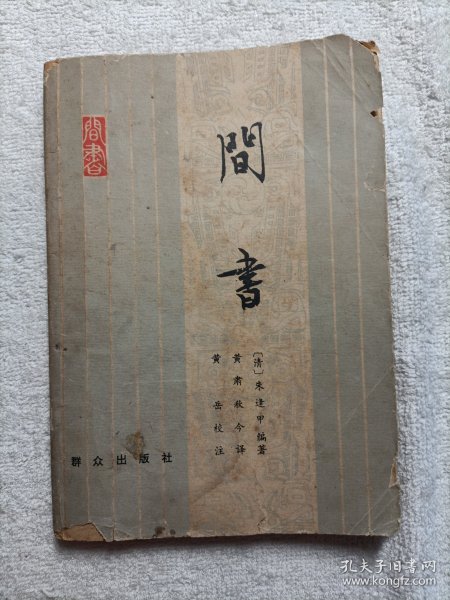 間書
間
書
〔清〕朱逢甲編著
黄肃秋今译
黄岳校注
群众出版社
孔夫子旧书网
www.kongfz.com